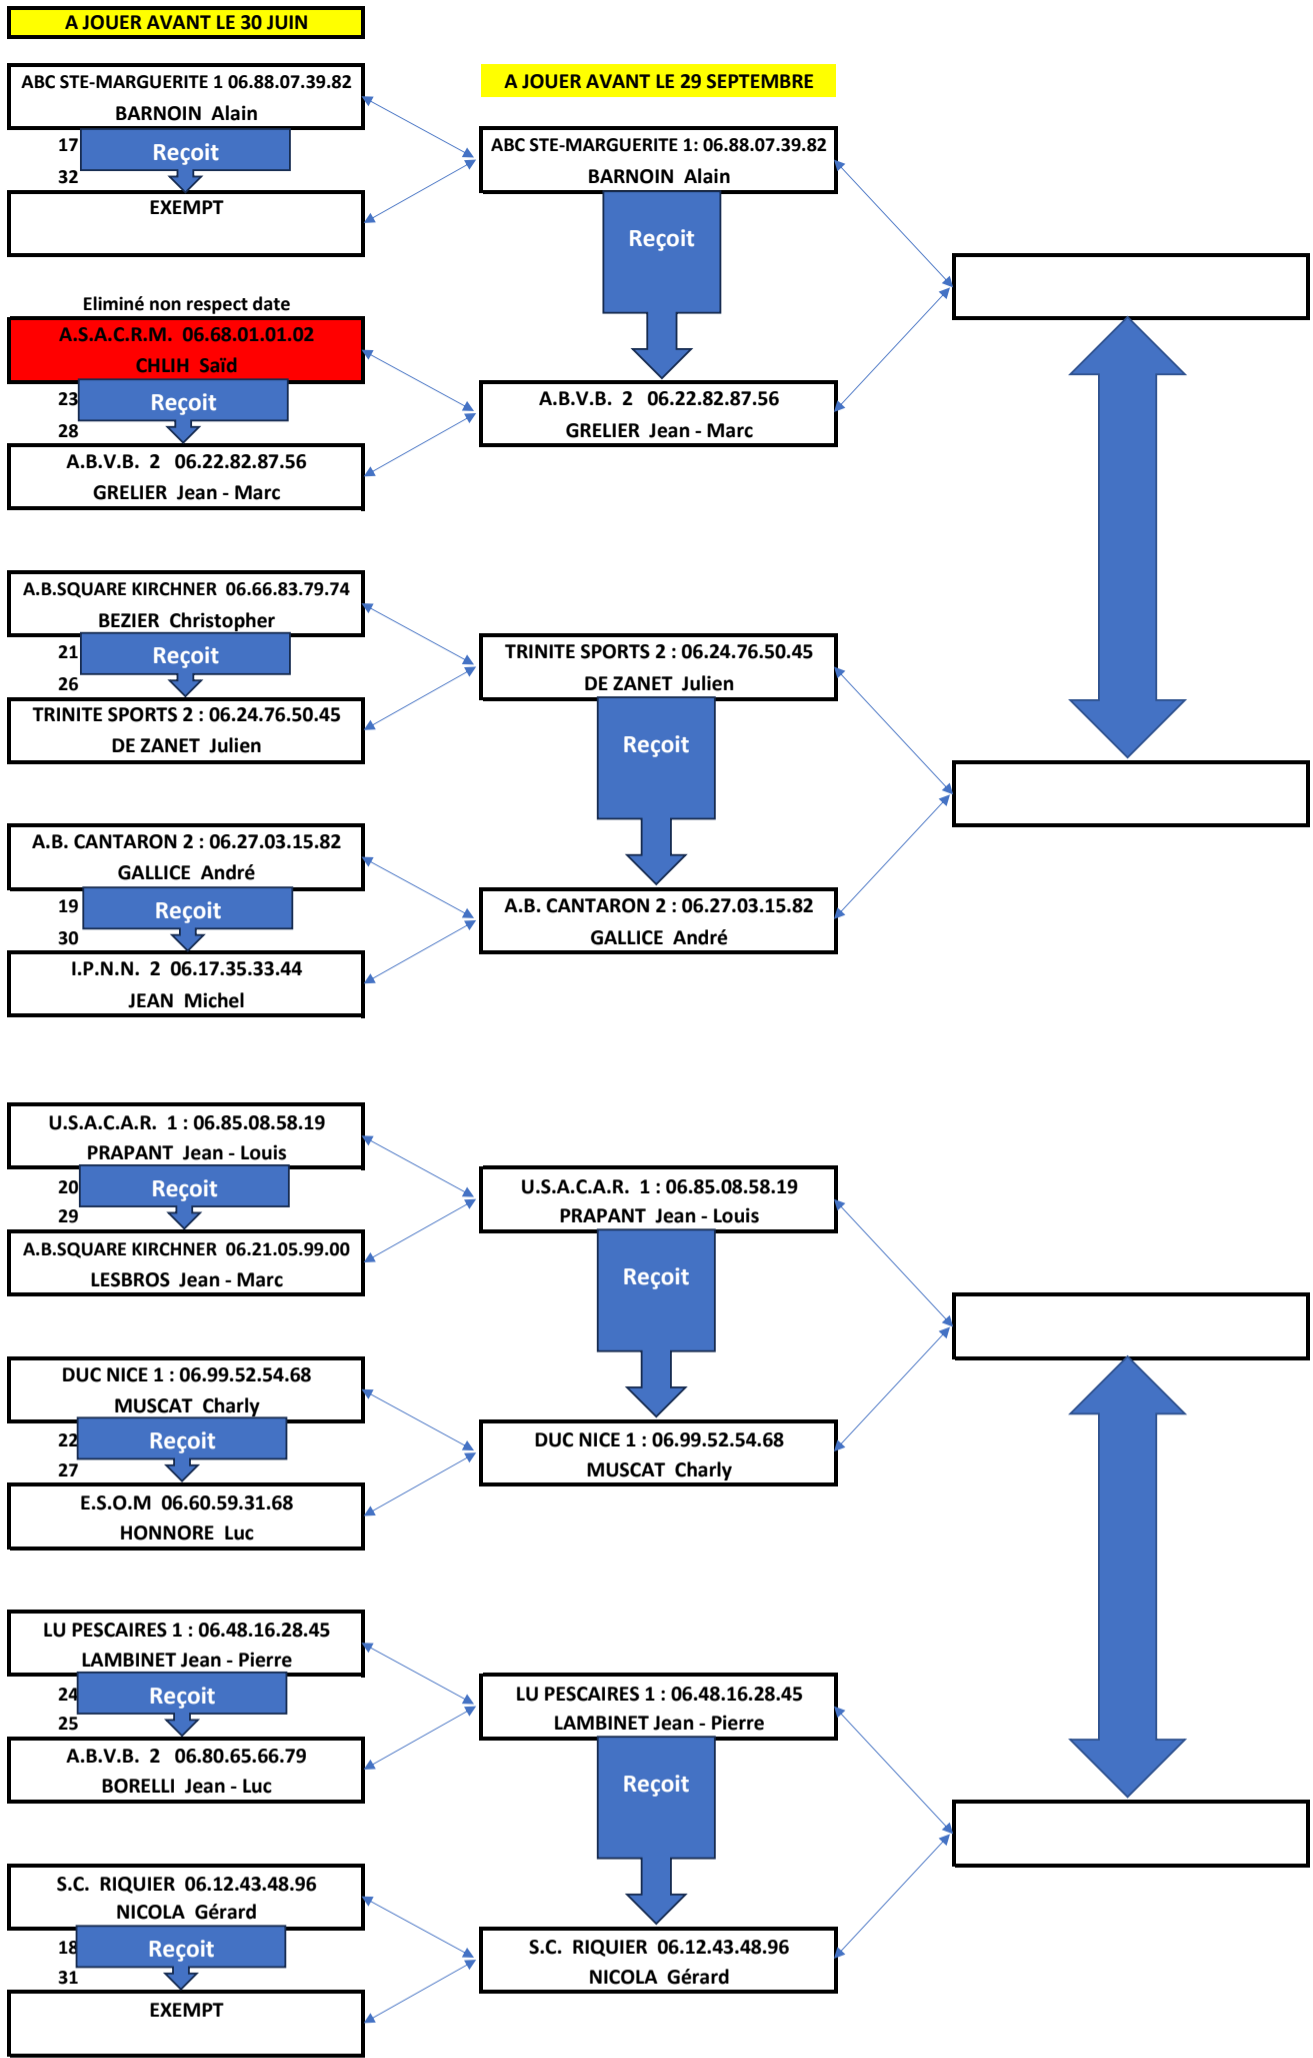 A JOUER AVANT LE 30 JUIN
ABC STE-MARGUERITE 1 06.88.07.39.82
BARNOIN Alain
17
Reçoit
32
EXEMPT
Eliminé non respect date
A.S.A.C.R.M. 06.68.01.01.02
CHLIH Saïd
23
Reçoit
28
A.B.V.B. 2 06.22.82.87.56
GRELIER Jean - Marc
A.B.SQUARE KIRCHNER 06.66.83.79.74
BEZIER Christopher
21
Reçoit
26
TRINITE SPORTS 2 : 06.24.76.50.45
DE ZANET Julien
A.B. CANTARON 2 : 06.27.03.15.82
GALLICE André
19
Reçoit
30
I.P.N.N. 2 06.17.35.33.44
JEAN Michel
U.S.A.C.A.R. 1 : 06.85.08.58.19
PRAPANT Jean - Louis
20
Reçoit
29
A.B.SQUARE KIRCHNER 06.21.05.99.00
LESBROS Jean - Marc
DUC NICE 1 : 06.99.52.54.68
MUSCAT Charly
22
Reçoit
27
E.S.O.M 06.60.59.31.68
HONNORE Luc
LU PESCAIRES 1 : 06.48.16.28.45
LAMBINET Jean - Pierre
24
Reçoit
25
A.B.V.B. 2 06.80.65.66.79
BORELLI Jean - Luc
S.C. RIQUIER 06.12.43.48.96
NICOLA Gérard
18
Reçoit
31
EXEMPT
A JOUER AVANT LE 29 SEPTEMBRE
ABC STE-MARGUERITE 1: 06.88.07.39.82
BARNOIN Alain
Reçoit
A.B.V.B. 2 06.22.82.87.56
GRELIER Jean - Marc
TRINITE SPORTS 2 : 06.24.76.50.45
DE ZANET Julien
Reçoit
A.B. CANTARON 2 : 06.27.03.15.82
GALLICE André
U.S.A.C.A.R. 1 : 06.85.08.58.19
PRAPANT Jean - Louis
Reçoit
DUC NICE 1 : 06.99.52.54.68
MUSCAT Charly
LU PESCAIRES 1 : 06.48.16.28.45
LAMBINET Jean - Pierre
Reçoit
S.C. RIQUIER 06.12.43.48.96
NICOLA Gérard